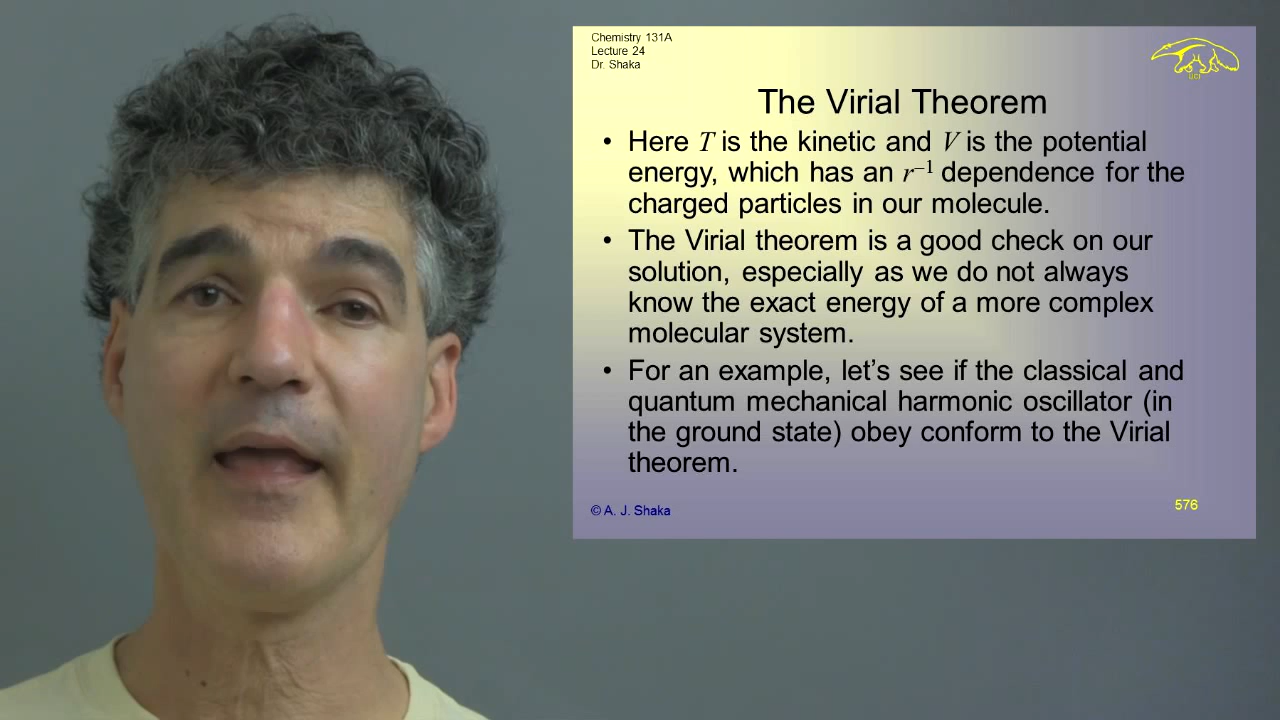 Chemistry 131A
Lecture 24
Dr. Shaka
UCI
The Virial Theorem
• Here T is the kinetic and V is the potential
energy, which has an r⁻¹ dependence for the
charged particles in our molecule.
• The Virial theorem is a good check on our
solution, especially as we do not always
know the exact energy of a more complex
molecular system.
• For an example, let’s see if the classical and
quantum mechanical harmonic oscillator (in
the ground state) obey conform to the Virial
theorem.
© A. J. Shaka
576